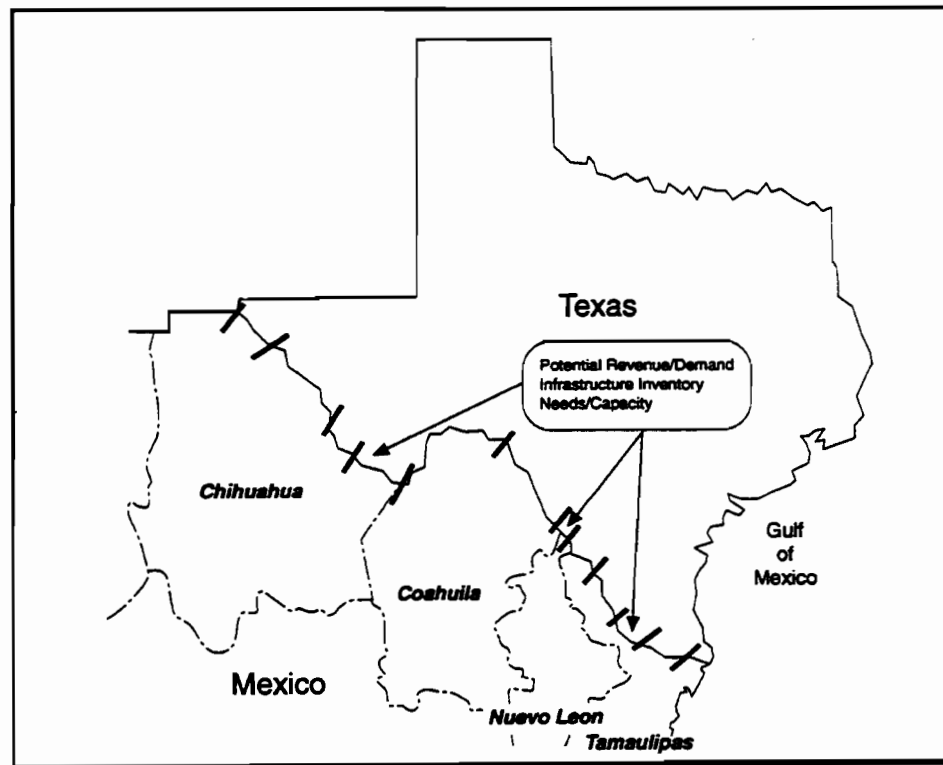 Texas
Potential Revenue/Demand
Infrastructure Inventory
Needs/Capacity
Chihuahua
Gulf
of
Mexico
Coahuila
Mexico
Nuevo Leon
Tamaulipas